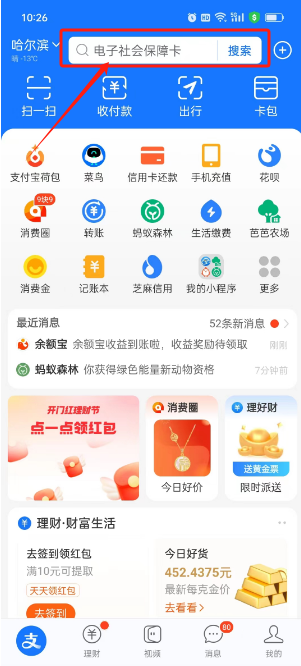 10:26
哈尔滨
晴 -13℃
电子社会保障卡
搜索
扫一扫
收付款
出行
卡包
支付宝荷包
菜鸟
信用卡还款
手机充值
花呗
9快9
消费圈
转账
蚂蚁森林
生活缴费
芭芭农场
消费金
记账本
芝麻信用
我的小程序
更多
最近消息
52条新消息
余额宝 余额宝收益到账啦，收益奖励待领取
刚刚
蚂蚁森林 你获得绿色能量新动物资格
7分钟前
开门红理财节
点一点领红包
消费圈
今日好价
理好财
送黄金票
限时派送
理财·财富生活
去签到领红包
满10元可提取
天天领红包
去签到
今日好货
452.4375元
最新每克金价
去看看>
支
理财
视频
80
消息
我的